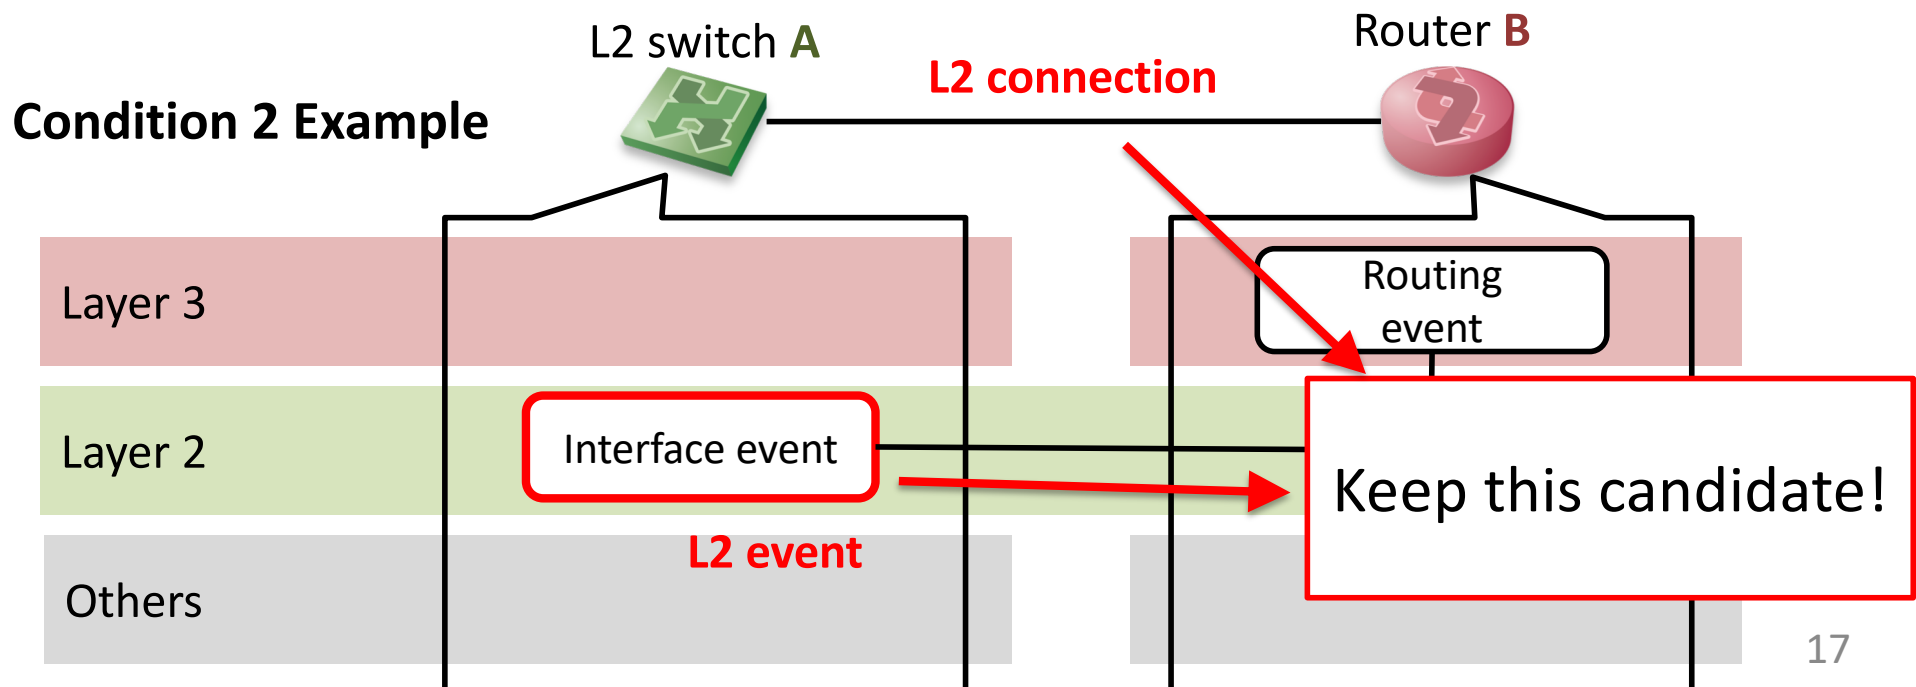 L2 switch A
Router B
L2 connection
Condition 2 Example
Layer 3
Routing
event
Layer 2
Interface event
Keep this candidate!
L2 event
Others
17